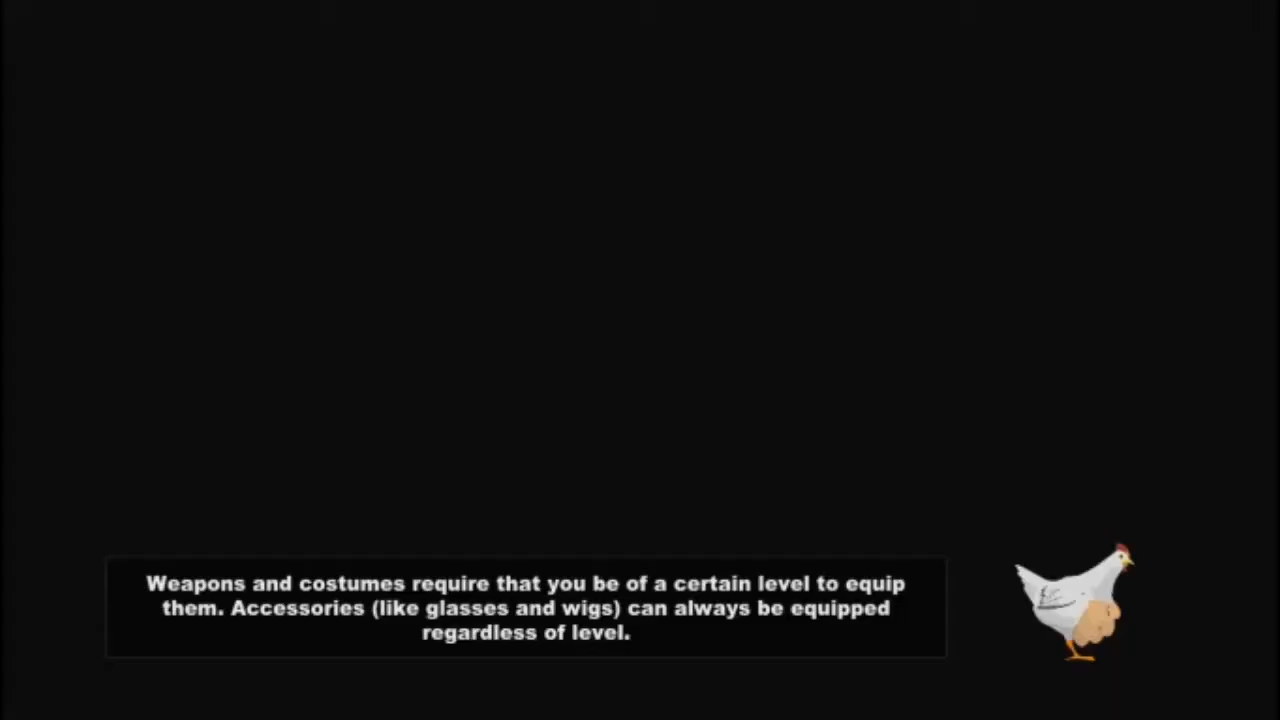 Weapons and costumes require that you be of a certain level to equip
them. Accessories (like glasses and wigs) can always be equipped
regardless of level.